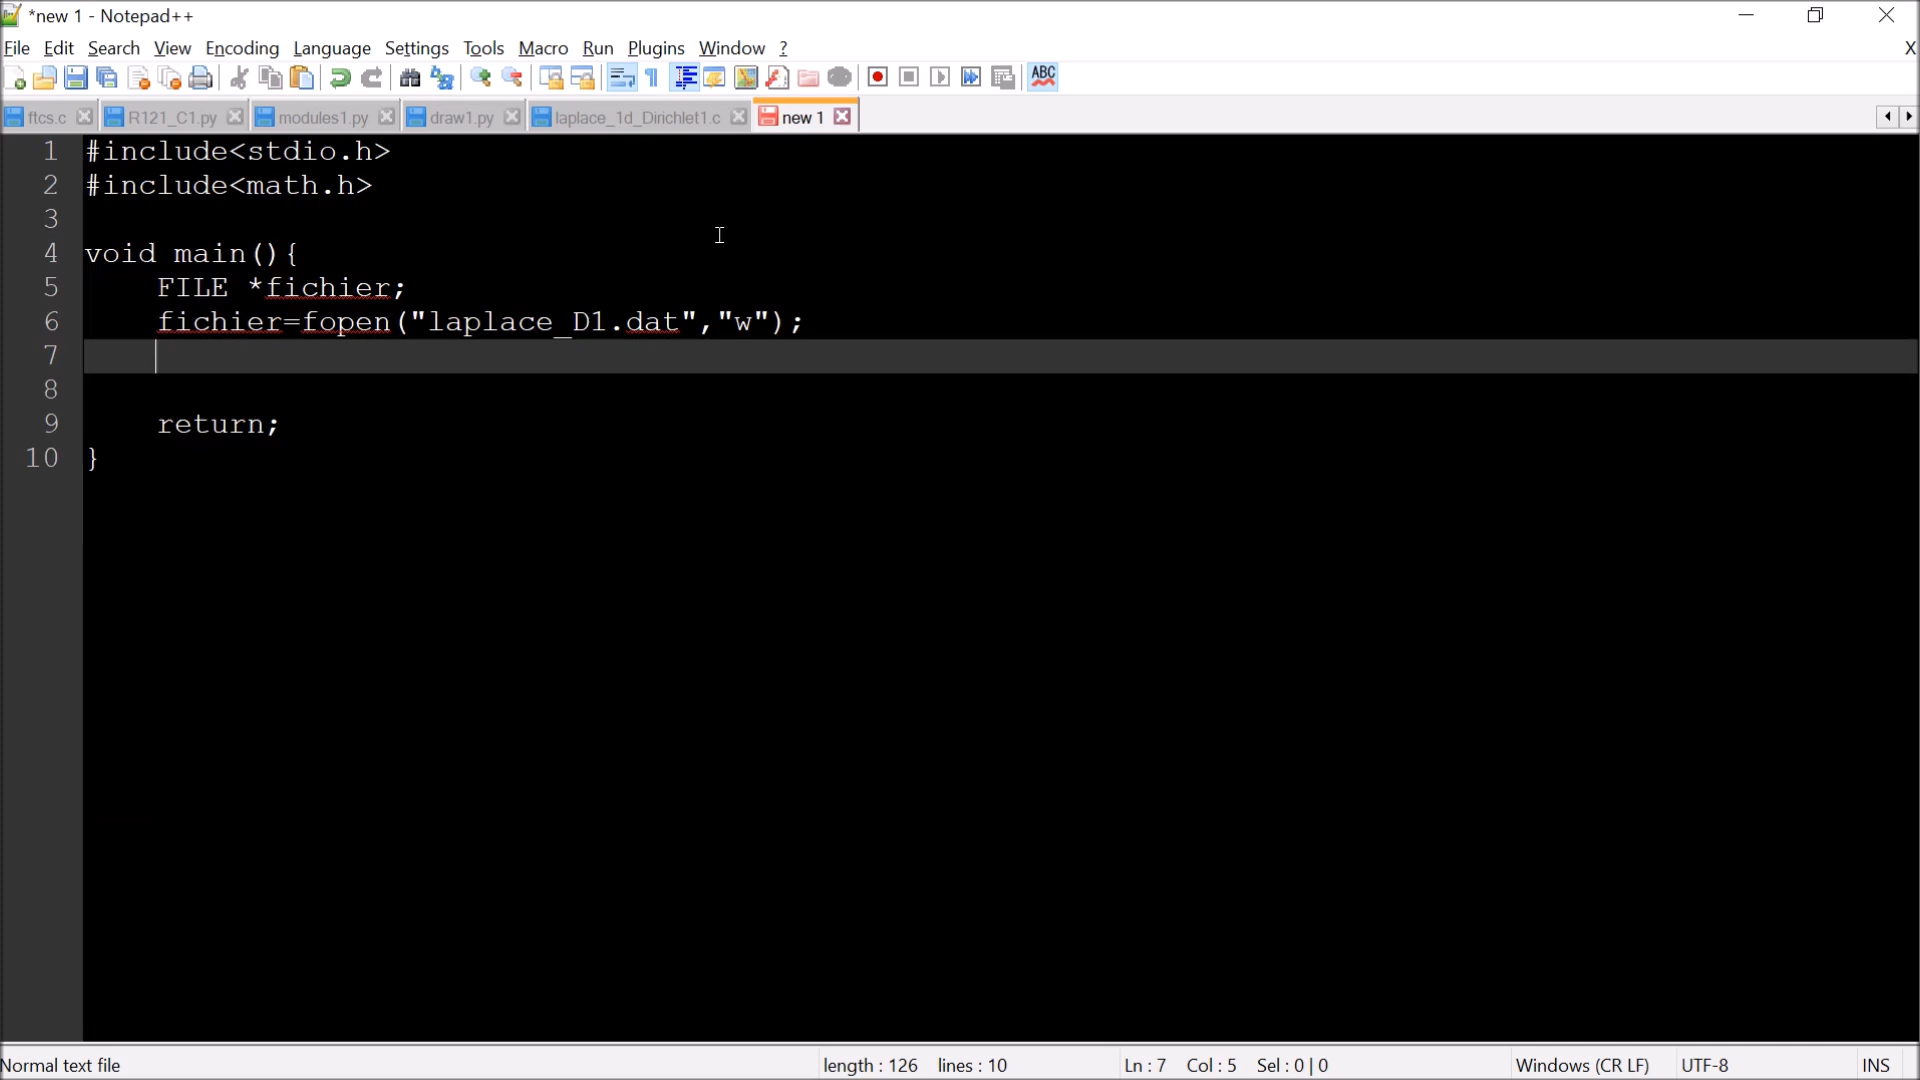 *new 1 - Notepad++
File Edit Search View Encoding Language Settings Tools Macro Run Plugins Window ? X
ABC
ftcs.c R121_C1.py modules1.py draw1.py laplace_1d_Dirichlet1.c new 1
1 #include<stdio.h>
2 #include<math.h>
3
4 void main(){
5 FILE *fichier;
6 fichier=fopen("laplace_D1.dat","w");
7
8
9 return;
10 }
Normal text file length : 126 lines : 10 Ln : 7 Col : 5 Sel : 0 | 0 Windows (CR LF) UTF-8 INS